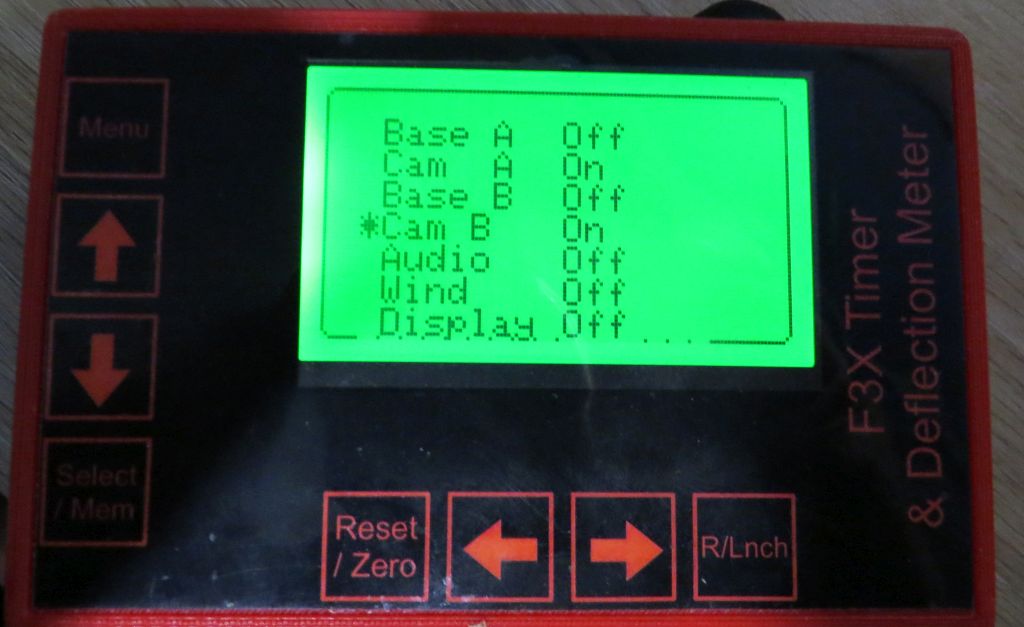 Menu
Select
/ Mem
Base A Off
Cam A On
Base B Off
*Cam B On
Audio Off
Wind Off
Display Off
Reset
/ Zero
R/Lnch
F3X Timer
& Deflection Meter